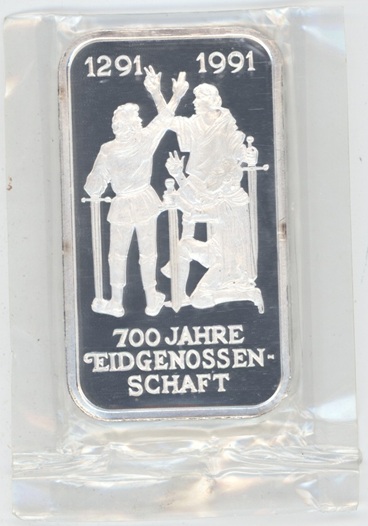 1291 1991
700 JAHRE
EIDGENOSSEN-
SCHAFT